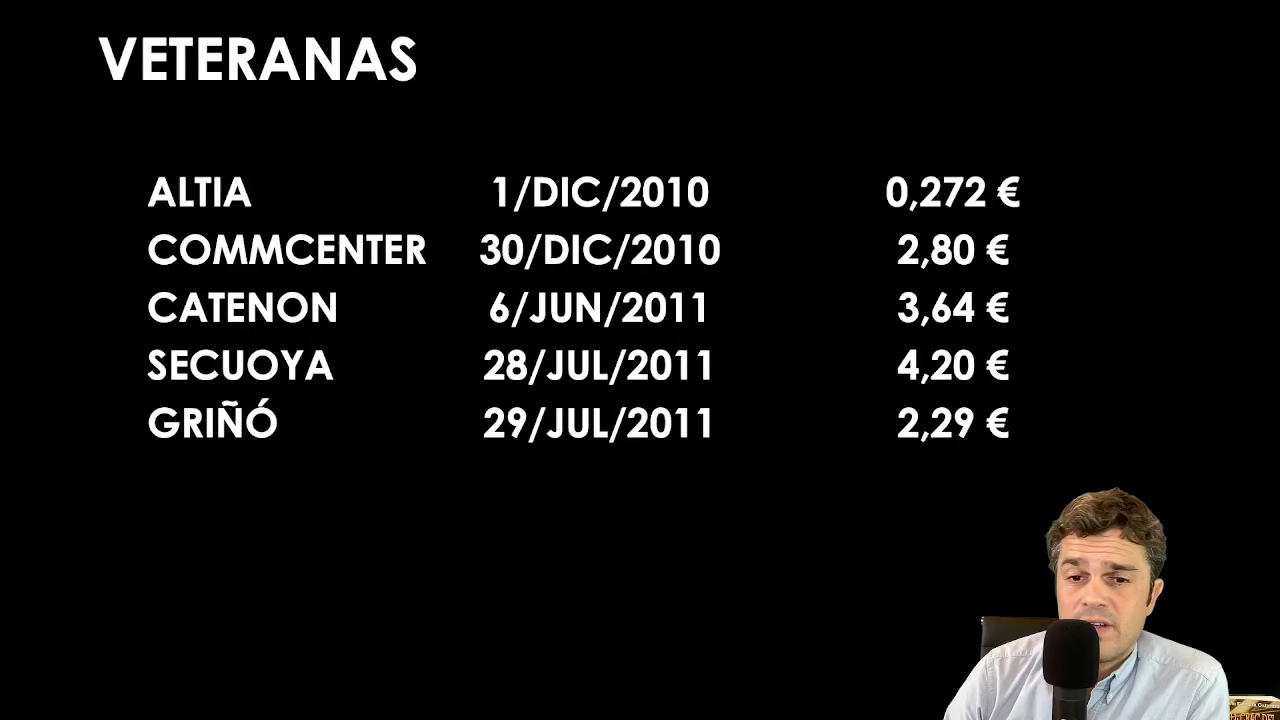 VETERANAS
ALTIA 1/DIC/2010 0,272 €
COMMCENTER 30/DIC/2010 2,80 €
CATENON 6/JUN/2011 3,64 €
SECUOYA 28/JUL/2011 4,20 €
GRIÑÓ 29/JUL/2011 2,29 €